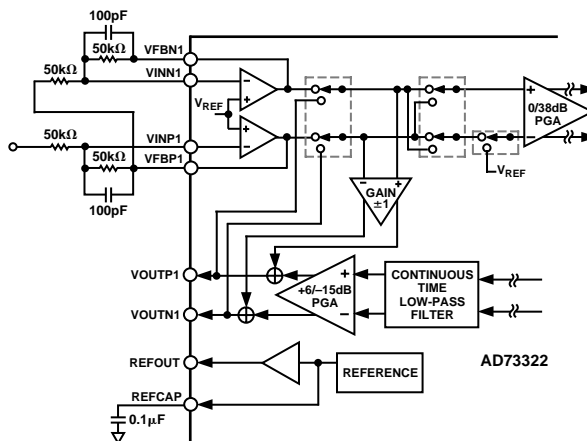 100pF
50kΩ
VFBN1
50kΩ
VINN1
VREF
50kΩ
VINP1
50kΩ
VFBP1
100pF
0/38dB
PGA
VREF
GAIN
±1
VOUTP1
+6/–15dB
PGA
CONTINUOUS
TIME
LOW-PASS
FILTER
VOUTN1
REFOUT
REFERENCE
AD73322
REFCAP
0.1μF